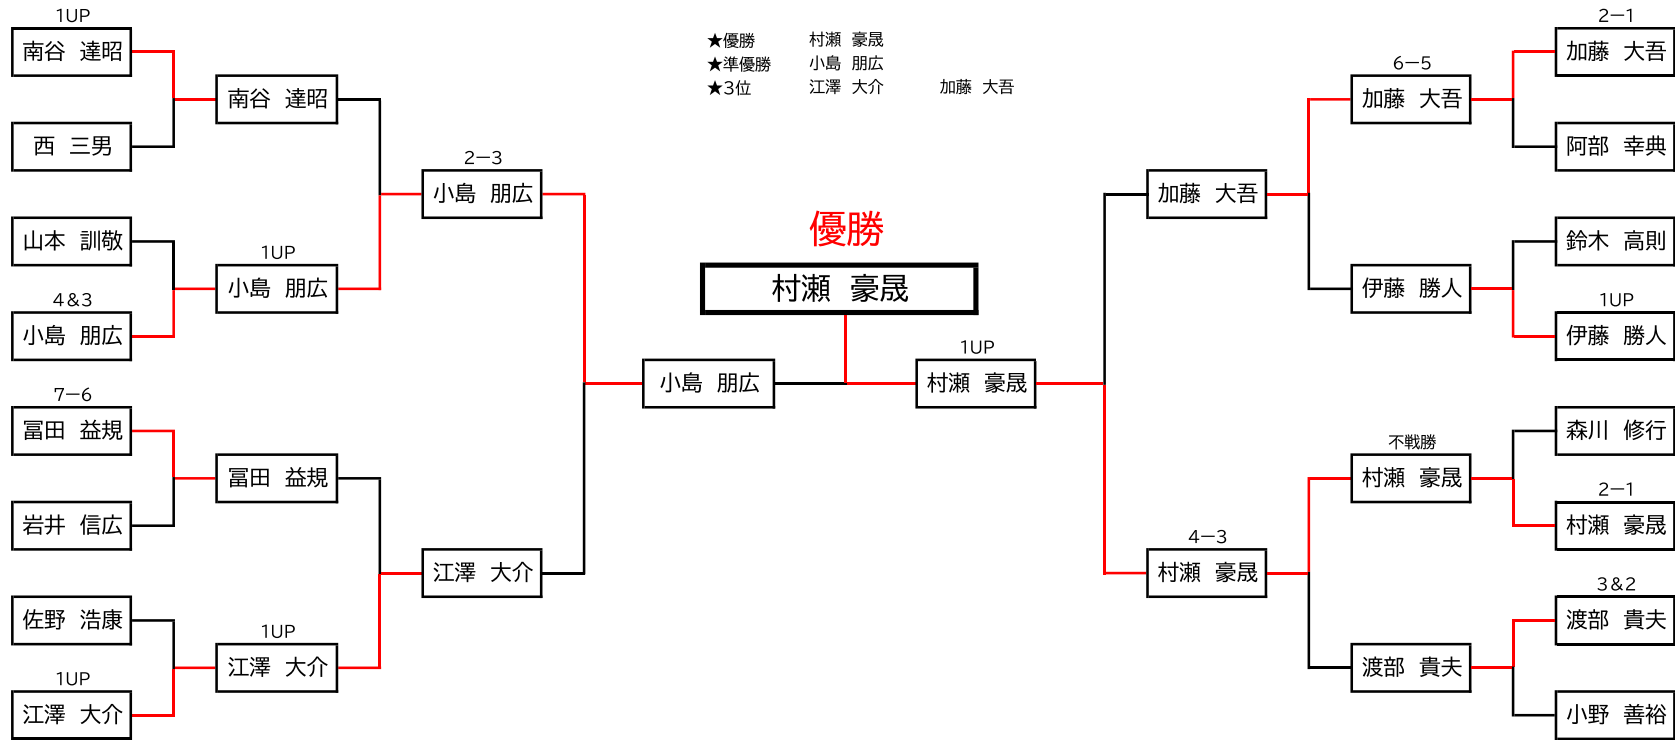 1UP
南谷 達昭
西 三男
山本 訓敬
4&3
小島 朋広
7−6
冨田 益規
岩井 信広
佐野 浩康
1UP
江澤 大介
南谷 達昭
1UP
小島 朋広
冨田 益規
1UP
江澤 大介
2−3
小島 朋広
江澤 大介
小島 朋広
★優勝 村瀬 豪晟
★準優勝 小島 朋広
★3位 江澤 大介 加藤 大吾
優勝
村瀬 豪晟
1UP
村瀬 豪晟
加藤 大吾
4−3
村瀬 豪晟
6−5
加藤 大吾
伊藤 勝人
不戦勝
村瀬 豪晟
渡部 貴夫
2−1
加藤 大吾
阿部 幸典
鈴木 高則
1UP
伊藤 勝人
森川 修行
2−1
村瀬 豪晟
3&2
渡部 貴夫
小野 善裕